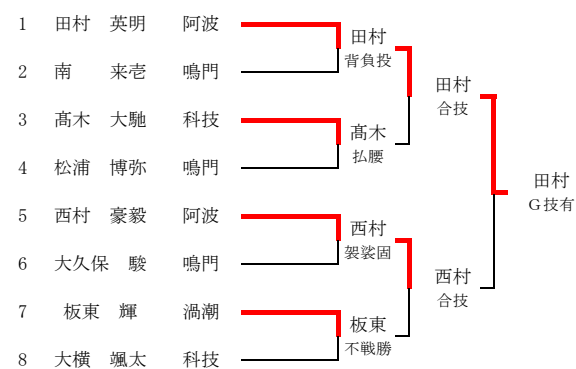 1 田村 英明 阿波
田村
背負投
2 南 来壱 鳴門
田村
合技
3 髙木 大馳 科技
髙木
払腰
4 松浦 博弥 鳴門
田村
G技有
5 西村 豪毅 阿波
西村
袈裟固
6 大久保 駿 鳴門
西村
合技
7 板東 輝 渦潮
板東
不戦勝
8 大横 颯太 科技